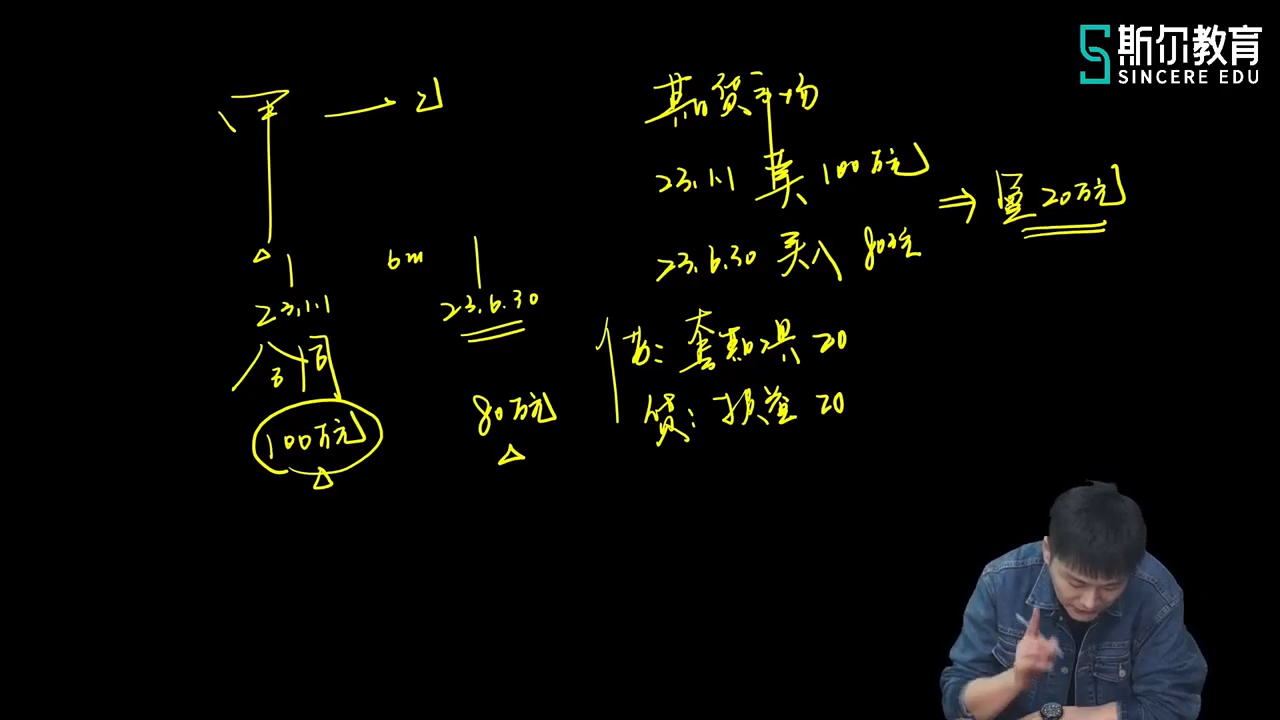 斯尔教育
SINCERE EDU
甲 → 乙
期货市场
23.1.1 卖 100万元
⇒ 盈 20万元
6m
23.6.30 买入 80万元
23.1.1
23.6.30
借: 套期工具 20
100万元
80万元
贷: 损益 20